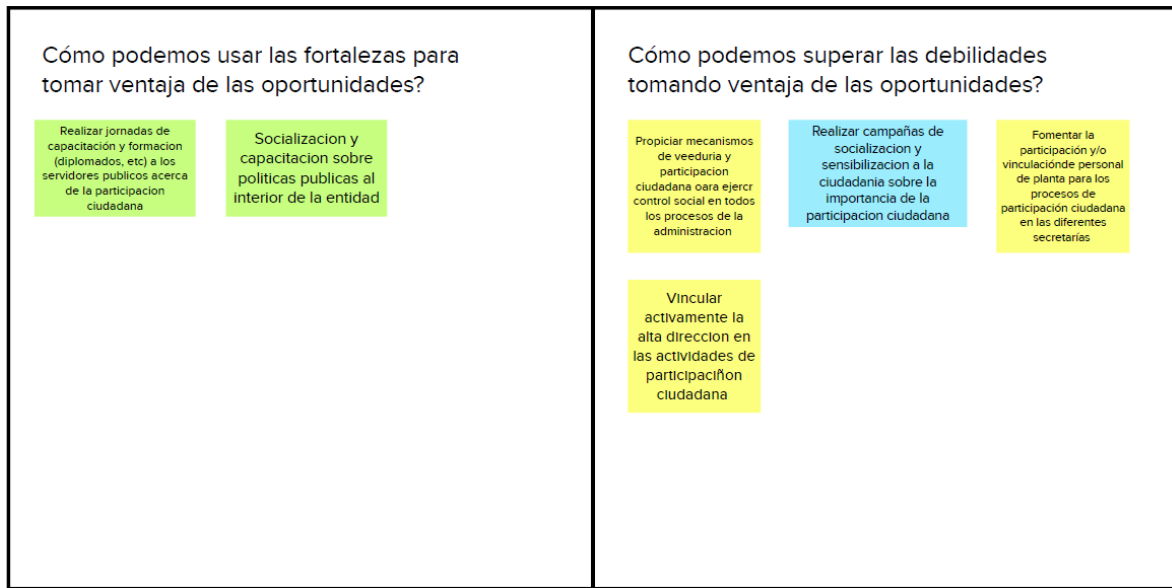 Cómo podemos usar las fortalezas para
tomar ventaja de las oportunidades?
Realizar jornadas de
capacitación y formacion
(diplomados, etc) a los
servidores publicos acerca
de la participacion
ciudadana
Socializacion y
capacitacion sobre
politicas publicas al
interior de la entidad
Cómo podemos superar las debilidades
tomando ventaja de las oportunidades?
Propiciar mecanismos
de veeduria y
participacion
ciudadana oara ejercr
control social en todos
los procesos de la
administracion
Realizar campañas de
socializacion y
sensibilizacion a la
ciudadania sobre la
importancia de la
participacion ciudadana
Fomentar la
participación y/o
vinculaciónde personal
de planta para los
procesos de
participación ciudadana
en las diferentes
secretarías
Vincular
activamente la
alta direccion en
las actividades de
participaciñon
ciudadana